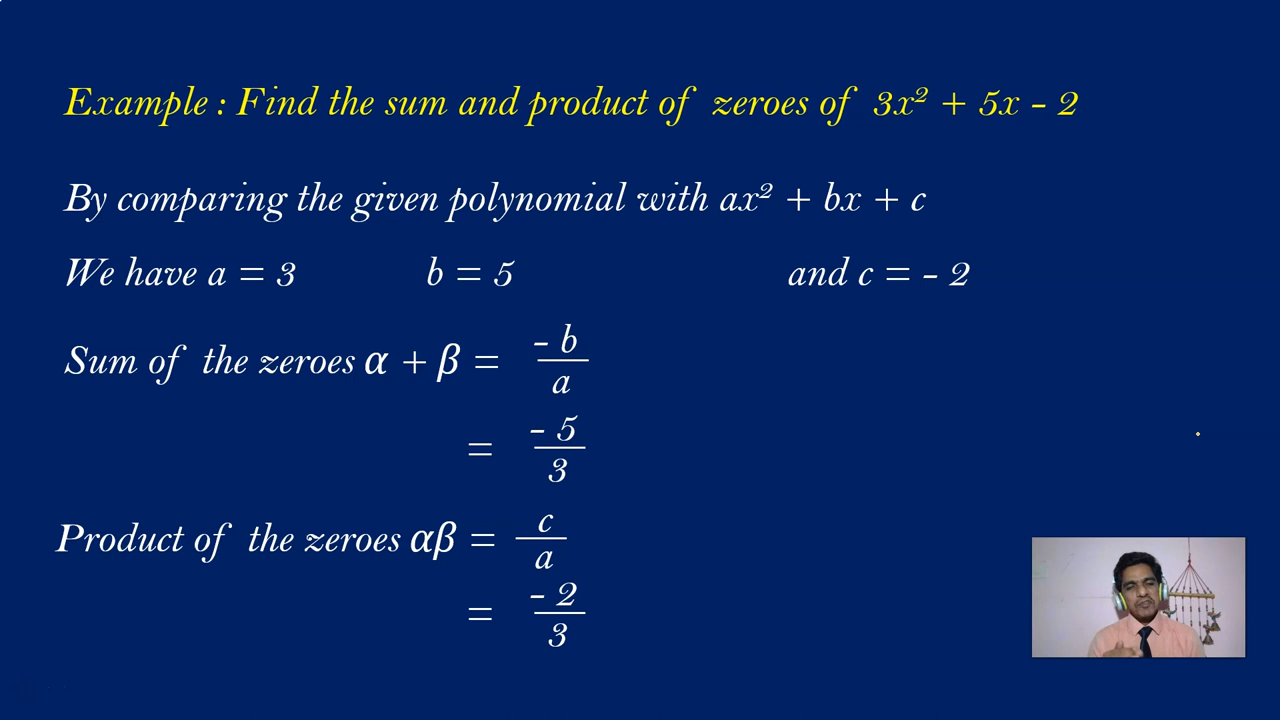 Example : Find the sum and product of zeroes of 3x² + 5x – 2
By comparing the given polynomial with ax² + bx + c
We have a = 3 b = 5 and c = – 2
Sum of the zeroes α + β = – b / a
= – 5 / 3
Product of the zeroes αβ = c / a
= – 2 / 3